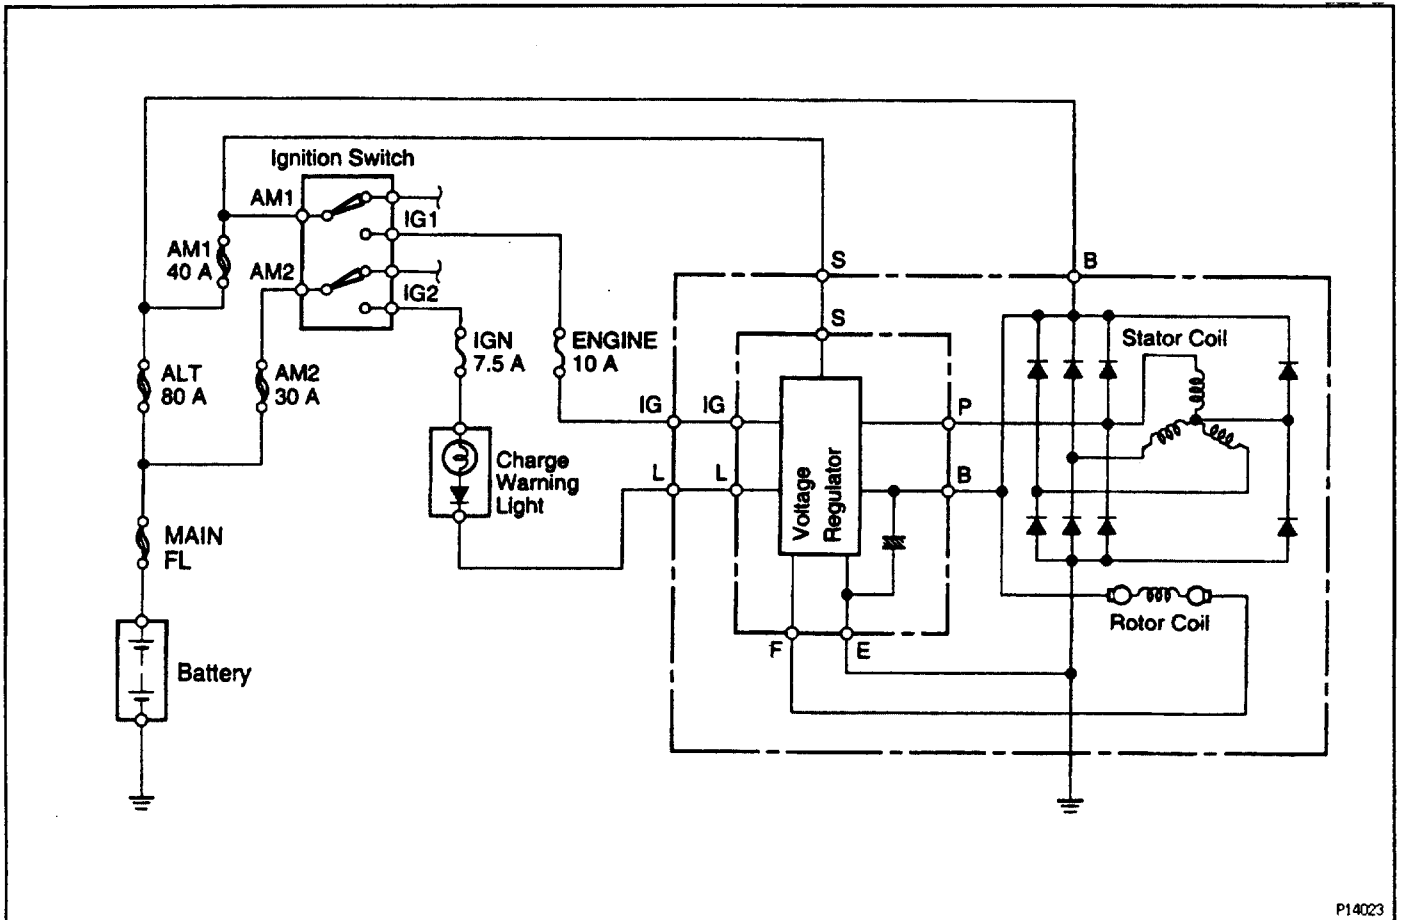 Ignition Switch
AM1
IG1
AM1
40 A
AM2
IG2
S
B
S
IGN
7.5 A
ENGINE
10 A
Stator Coil
ALT
80 A
AM2
30 A
IG
IG
P
L
L
B
Charge
Warning
Light
Voltage
Regulator
MAIN
FL
Rotor Coil
F
E
Battery
P14023